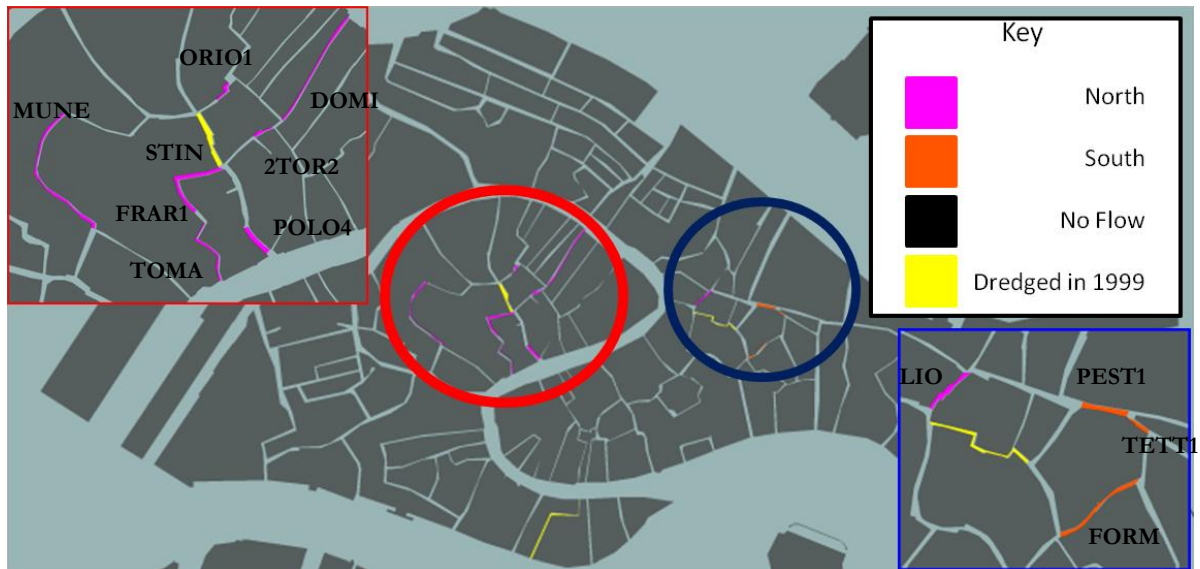 ORIO1
MUNE
DOMI
STIN
2TOR2
FRAR1
POLO4
TOMA
Key
North
South
No Flow
Dredged in 1999
LIO
PEST1
TETT1
FORM